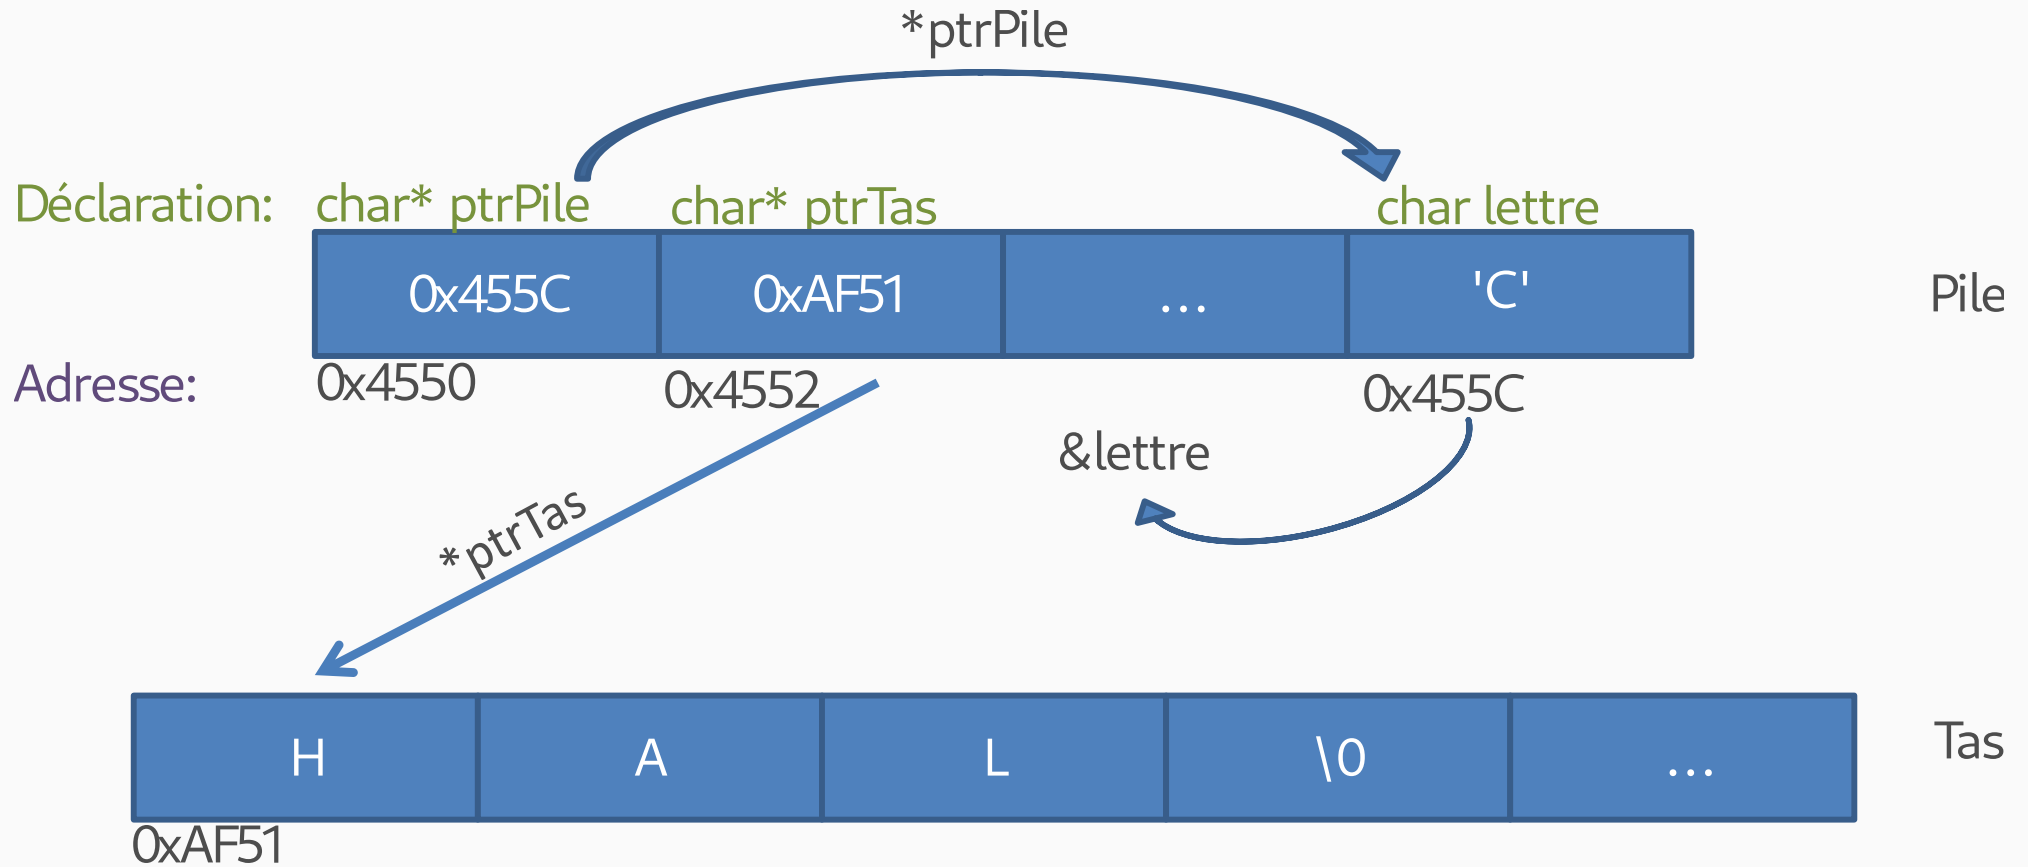 *ptrPile
Déclaration: char* ptrPile char* ptrTas char lettre
0x455C 0xAF51 ... 'C' Pile
Adresse: 0x4550 0x4552 0x455C
&lettre
*ptrTas
H A L \0 ... Tas
0xAF51